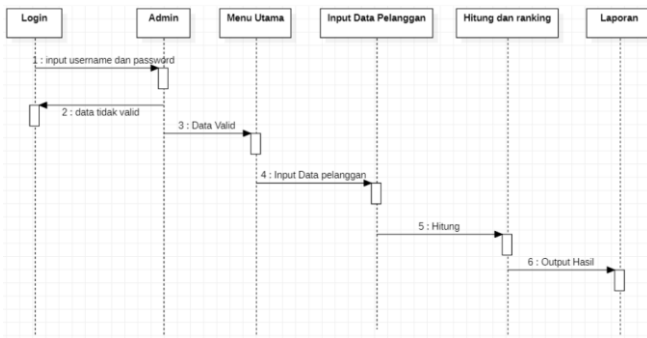 Login
Admin
Menu Utama
Input Data Pelanggan
Hitung dan ranking
Laporan
1 : input username dan password
2 : data tidak valid
3 : Data Valid
4 : Input Data pelanggan
5 : Hitung
6 : Output Hasil